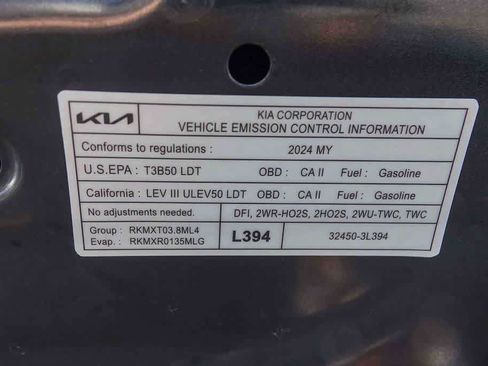 KIA
KIA CORPORATION
VEHICLE EMISSION CONTROL INFORMATION
Conforms to regulations : 2024 MY
U.S.EPA : T3B50 LDT OBD : CA II Fuel : Gasoline
California : LEV III ULEV50 LDT OBD : CA II Fuel : Gasoline
No adjustments needed. DFI, 2WR-HO2S, 2HO2S, 2WU-TWC, TWC
Group : RKMXT03.8ML4
Evap. : RKMXR0135MLG
L394
32450-3L394